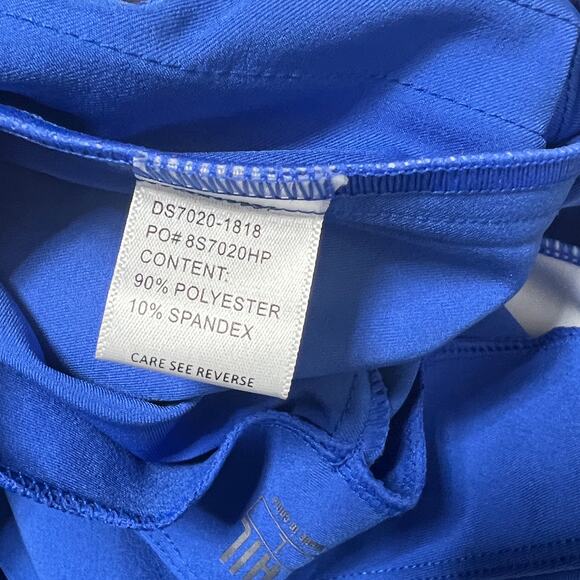 DS7020-1818
PO# 8S7020HP
CONTENT:
90% POLYESTER
10% SPANDEX
CARE SEE REVERSE